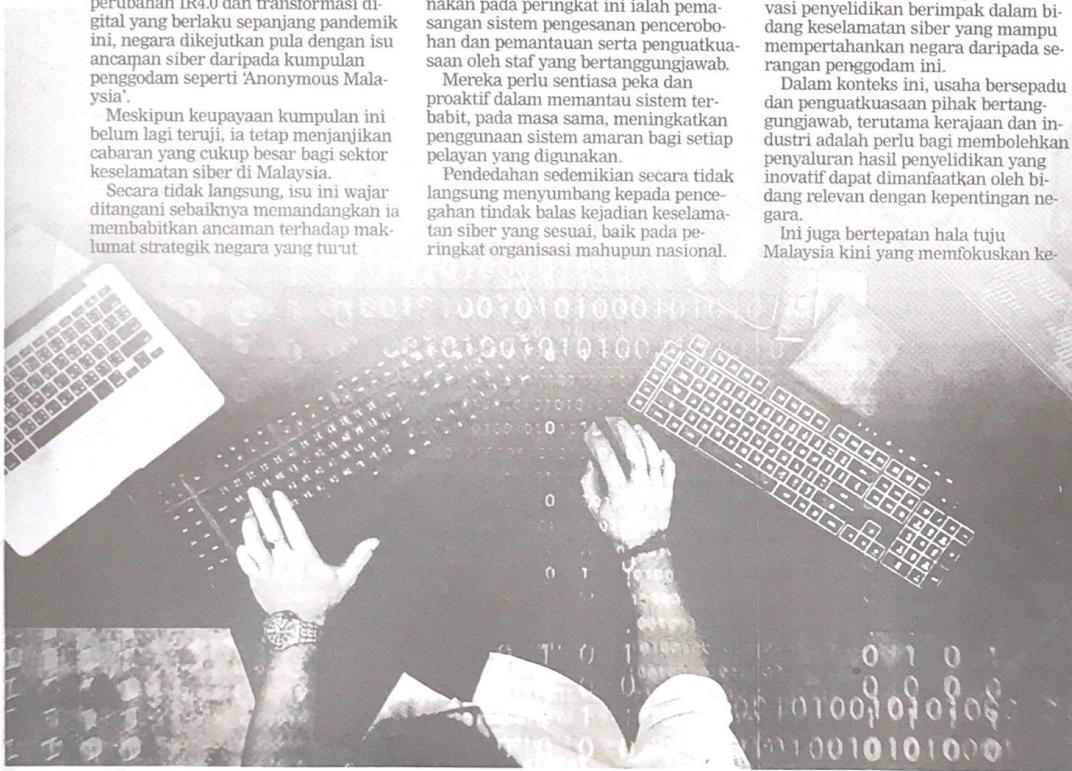 perubahan IR4.0 dan transformasi di-
gital yang berlaku sepanjang pandemik
ini, negara dikejutkan pula dengan isu
ancaman siber daripada kumpulan
penggodam seperti 'Anonymous Mala-
ysia'.
Meskipun keupayaan kumpulan ini
belum lagi teruji, ia tetap menjanjikan
cabaran yang cukup besar bagi sektor
keselamatan siber di Malaysia.
Secara tidak langsung, isu ini wajar
ditangani sebaiknya memandangkan ia
membabitkan ancaman terhadap mak-
lumat strategik negara yang turut
nakan pada peringkat ini ialah pema-
sangan sistem pengesanan pencerobo-
han dan pemantauan serta penguatkua-
saan oleh staf yang bertanggungjawab.
Mereka perlu sentiasa peka dan
proaktif dalam memantau sistem ter-
babit, pada masa sama, meningkatkan
penggunaan sistem amaran bagi setiap
pelayan yang digunakan.
Pendedahan sedemikian secara tidak
langsung menyumbang kepada pence-
gahan tindak balas kejadian keselama-
tan siber yang sesuai, baik pada pe-
ringkat organisasi mahupun nasional.
vasi penyelidikan berimpak dalam bi-
dang keselamatan siber yang mampu
mempertahankan negara daripada se-
rangan penggodam ini.
Dalam konteks ini, usaha bersepadu
dan penguatkuasaan pihak bertang-
gungjawab, terutama kerajaan dan in-
dustri adalah perlu bagi membolehkan
penyaluran hasil penyelidikan yang
inovatif dapat dimanfaatkan oleh bi-
dang relevan dengan kepentingan ne-
gara.
Ini juga bertepatan hala tuju
Malaysia kini yang memfokuskan ke-